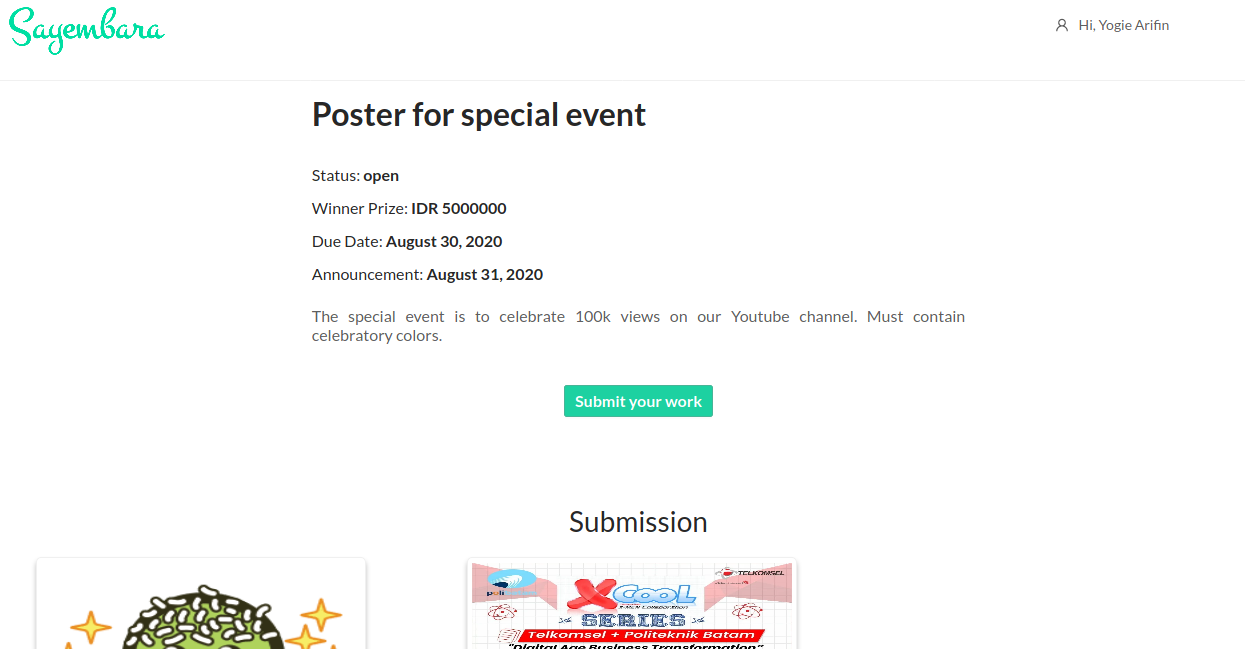 Sayembara
Hi, Yogie Arifin
Poster for special event
Status: open
Winner Prize: IDR 5000000
Due Date: August 30, 2020
Announcement: August 31, 2020
The special event is to celebrate 100k views on our Youtube channel. Must contain
celebratory colors.
Submit your work
Submission
poli
TELKOMSEL
XCOOL
SERIES
Telkomsel + Politeknik Batam
"Digital Age Business Transformation"